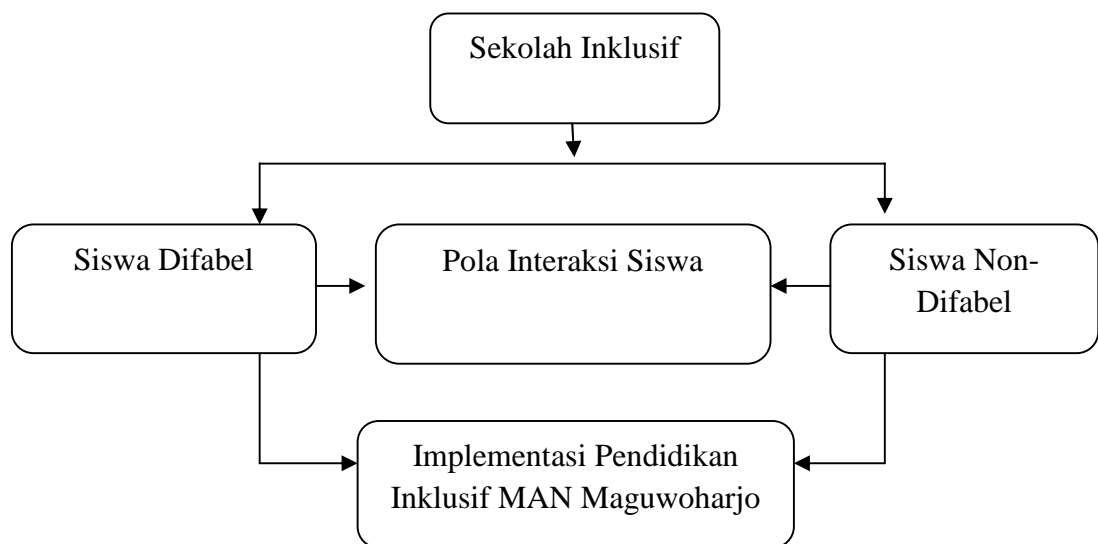 Sekolah Inklusif
Siswa Difabel
Pola Interaksi Siswa
Siswa Non-
Difabel
Implementasi Pendidikan
Inklusif MAN Maguwoharjo